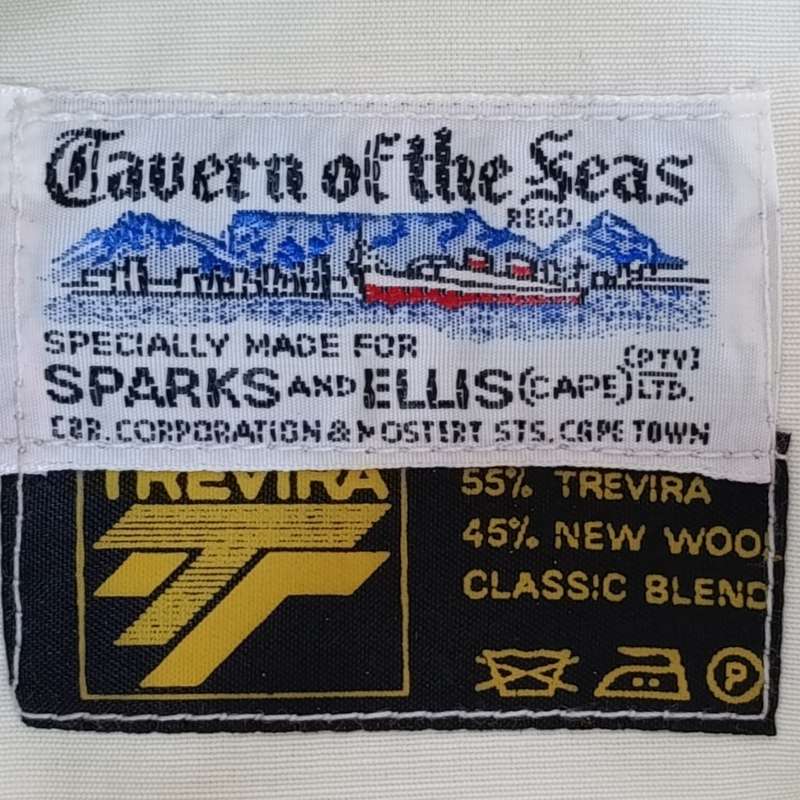 Tavern of the Seas
REGD.
SPECIALLY MADE FOR
SPARKS AND ELLIS (CAPE) (PTY) LTD.
COR. CORPORATION & MOSTERT STS. CAPE TOWN
TREVIRA
55% TREVIRA
45% NEW WOOL
CLASSIC BLEND
P